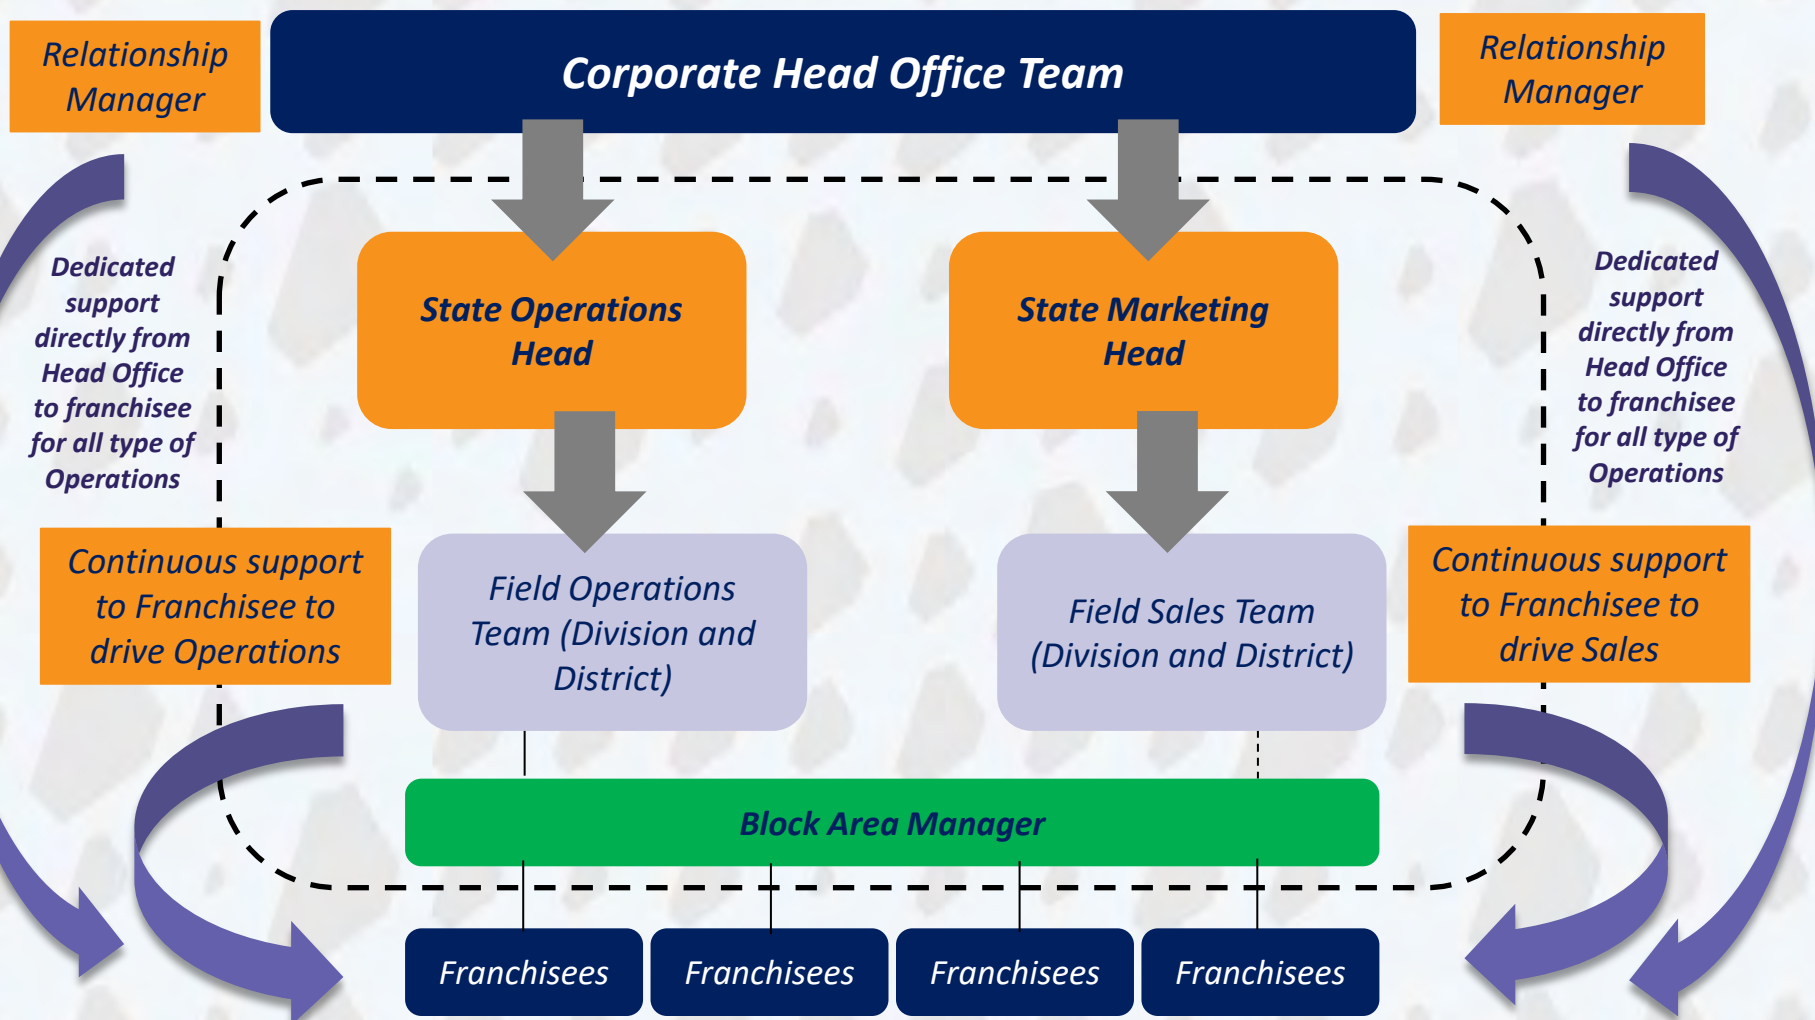 Relationship
Manager
Corporate Head Office Team
Relationship
Manager
Dedicated
support
directly from
Head Office
to franchisee
for all type of
Operations
State Operations
Head
State Marketing
Head
Dedicated
support
directly from
Head Office
to franchisee
for all type of
Operations
Continuous support
to Franchisee to
drive Operations
Field Operations
Team (Division and
District)
Field Sales Team
(Division and District)
Continuous support
to Franchisee to
drive Sales
Block Area Manager
Franchisees
Franchisees
Franchisees
Franchisees